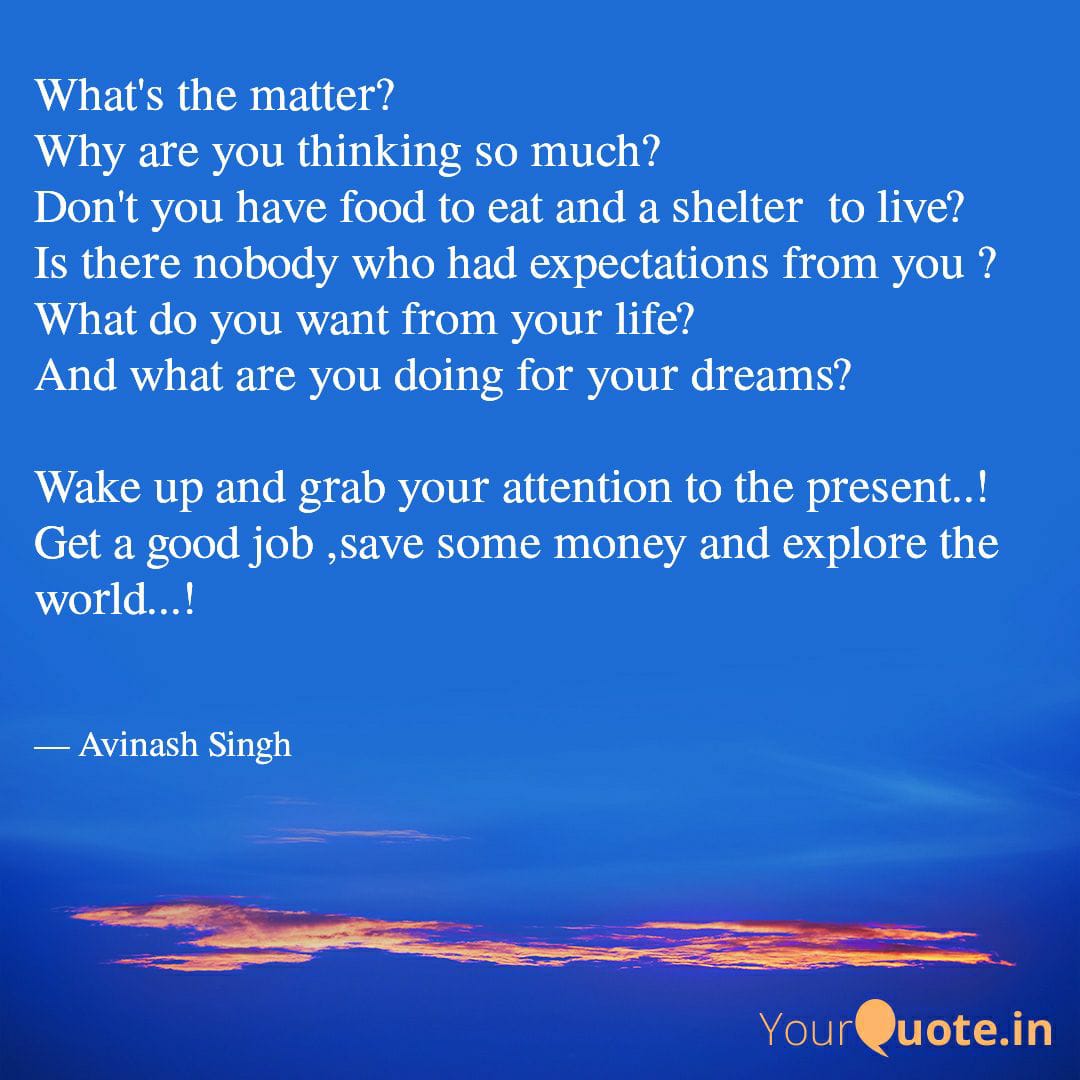 What's the matter?
Why are you thinking so much?
Don't you have food to eat and a shelter  to live?
Is there nobody who had expectations from you ?
What do you want from your life?
And what are you doing for your dreams?
Wake up and grab your attention to the present..!
Get a good job ,save some money and explore the
world...!
— Avinash Singh
YourQuote.in